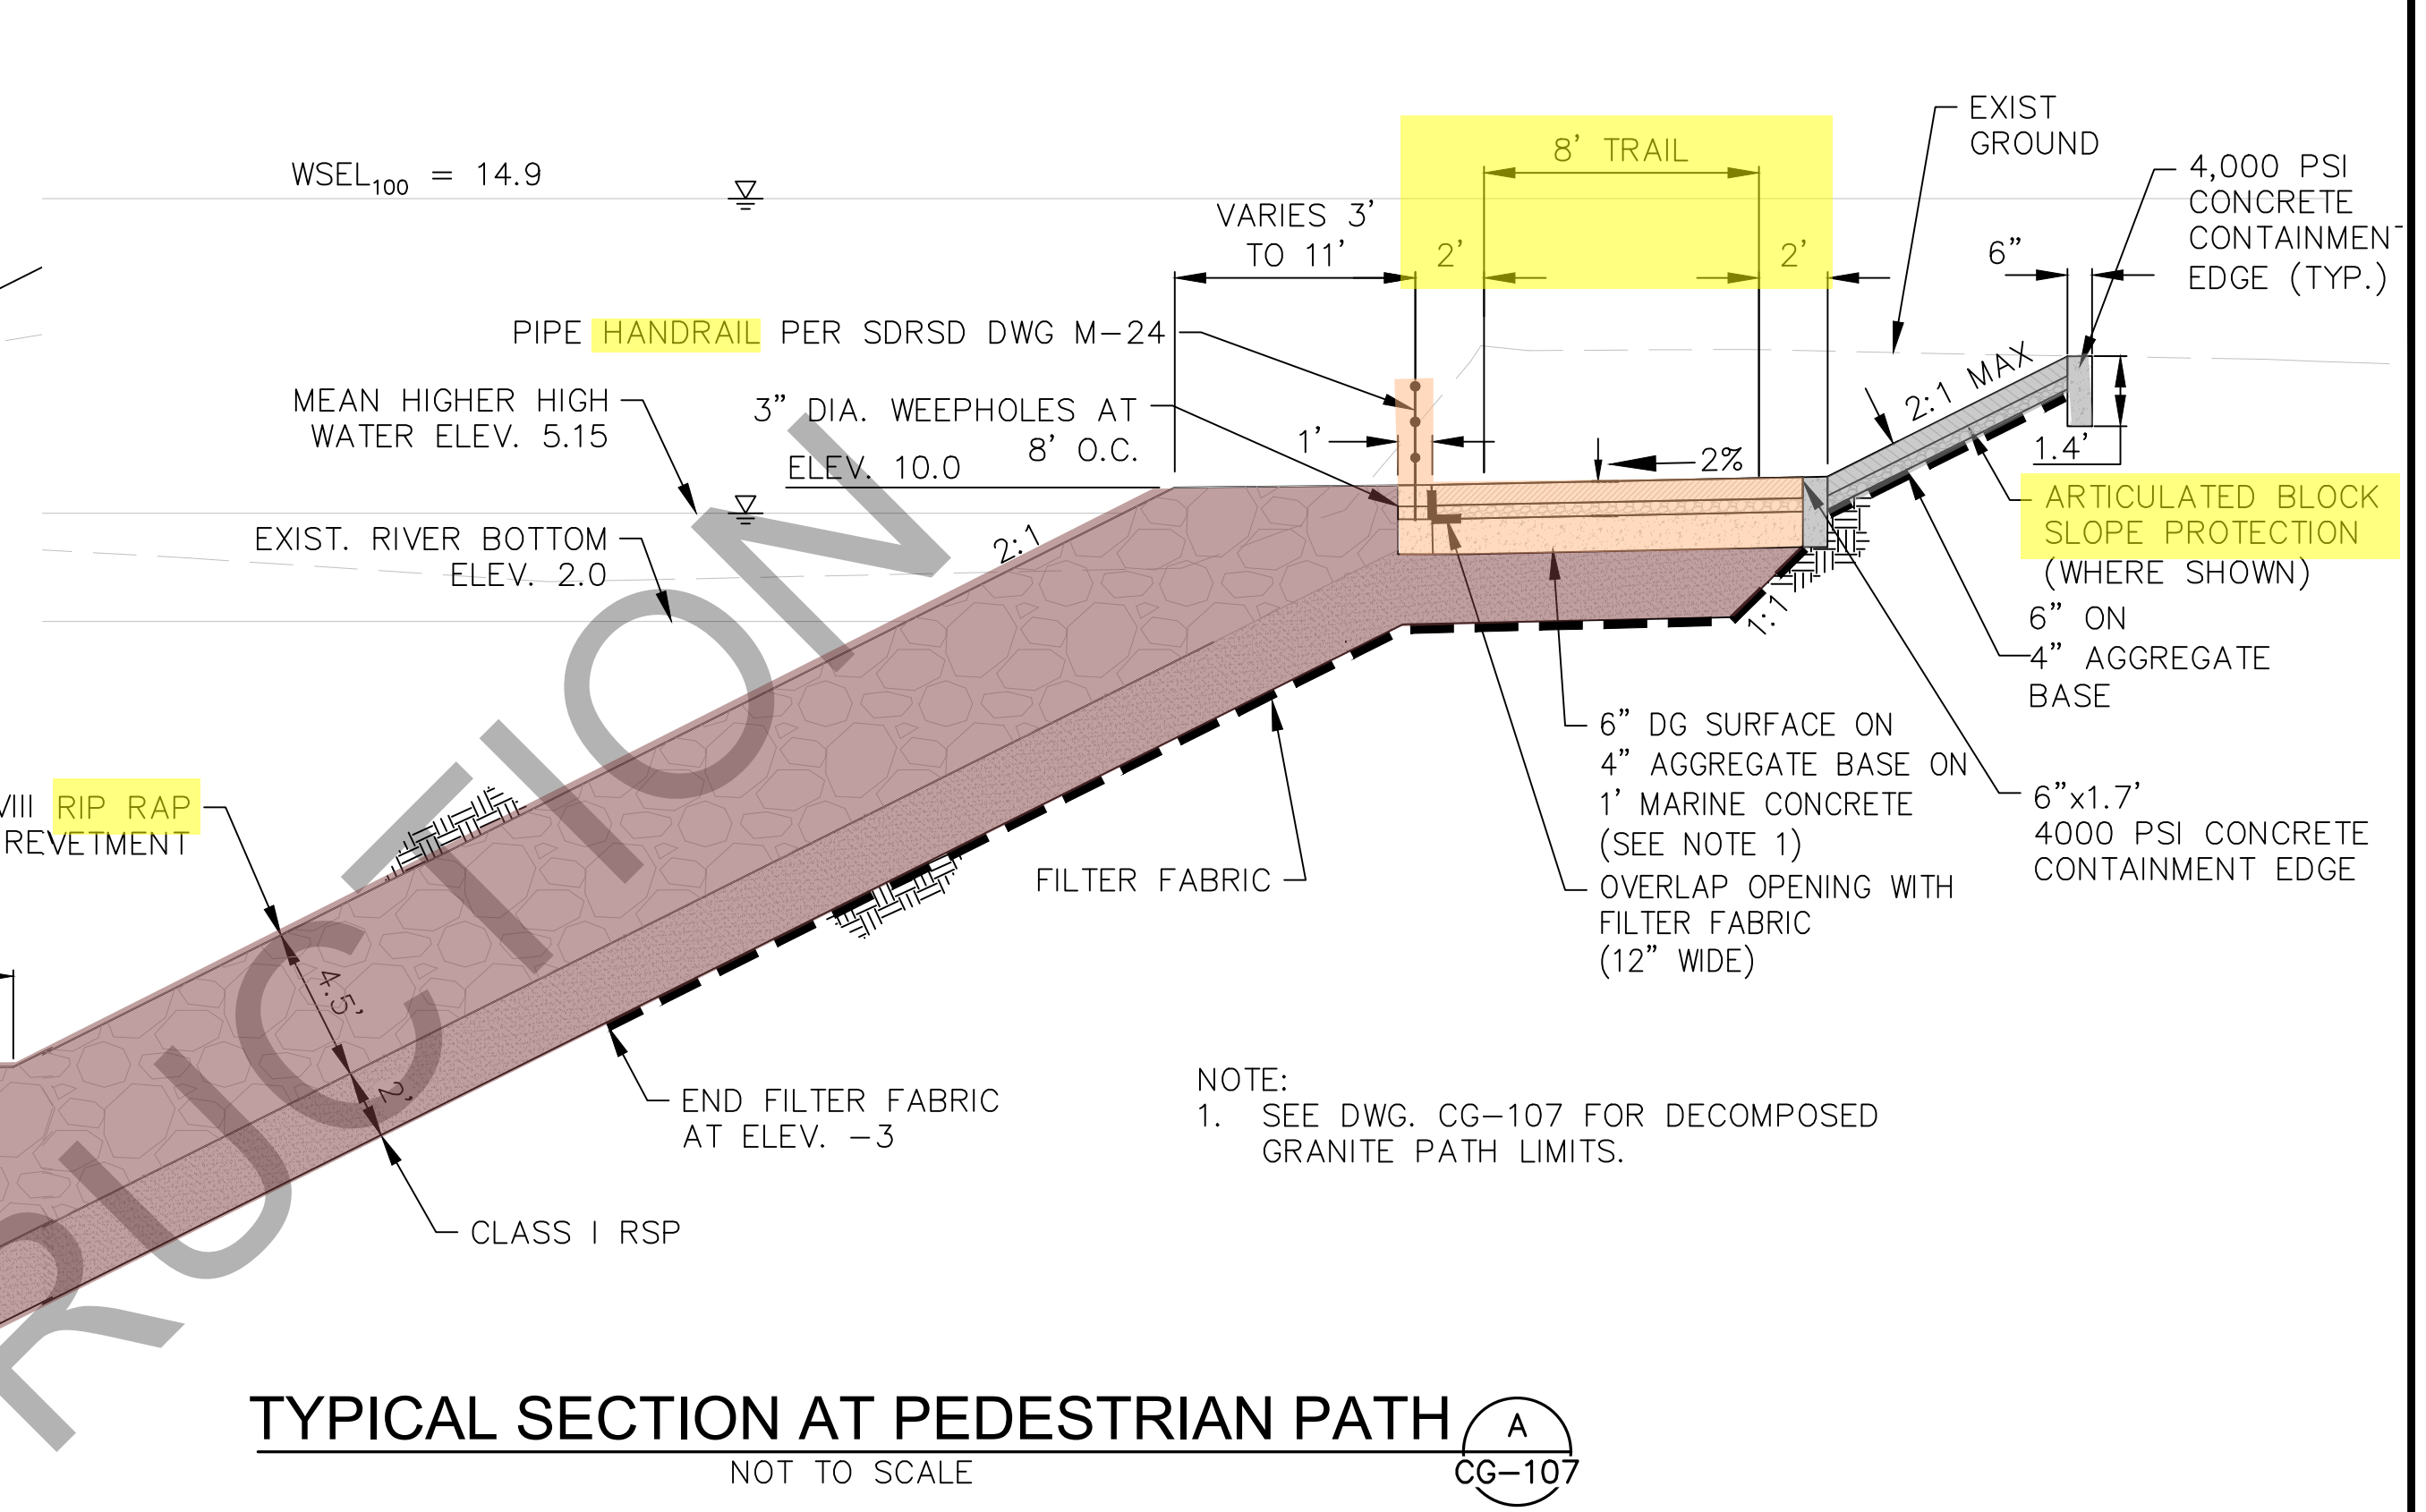 WSEL100 = 14.9
8' TRAIL
VARIES 3'
TO 11'
2'
2'
EXIST
GROUND
4,000 PSI
CONCRETE
CONTAINMEN
EDGE (TYP.)
6"
PIPE HANDRAIL PER SDRSD DWG M-24
MEAN HIGHER HIGH
WATER ELEV. 5.15
3" DIA. WEEPHOLES AT
8' O.C.
1'
ELEV. 10.0
2%
2:1 MAX
1.4'
EXIST. RIVER BOTTOM
ELEV. 2.0
2:1
1:1
ARTICULATED BLOCK
SLOPE PROTECTION
(WHERE SHOWN)
6" ON
4" AGGREGATE
BASE
6" DG SURFACE ON
4" AGGREGATE BASE ON
1' MARINE CONCRETE
(SEE NOTE 1)
OVERLAP OPENING WITH
FILTER FABRIC
(12" WIDE)
6"x1.7'
4000 PSI CONCRETE
CONTAINMENT EDGE
VIII RIP RAP
REVETMENT
FILTER FABRIC
4.5'
2'
END FILTER FABRIC
AT ELEV. -3
CLASS I RSP
NOTE:
1. SEE DWG. CG-107 FOR DECOMPOSED
GRANITE PATH LIMITS.
RUCTION
TYPICAL SECTION AT PEDESTRIAN PATH
NOT TO SCALE
A
CG-107